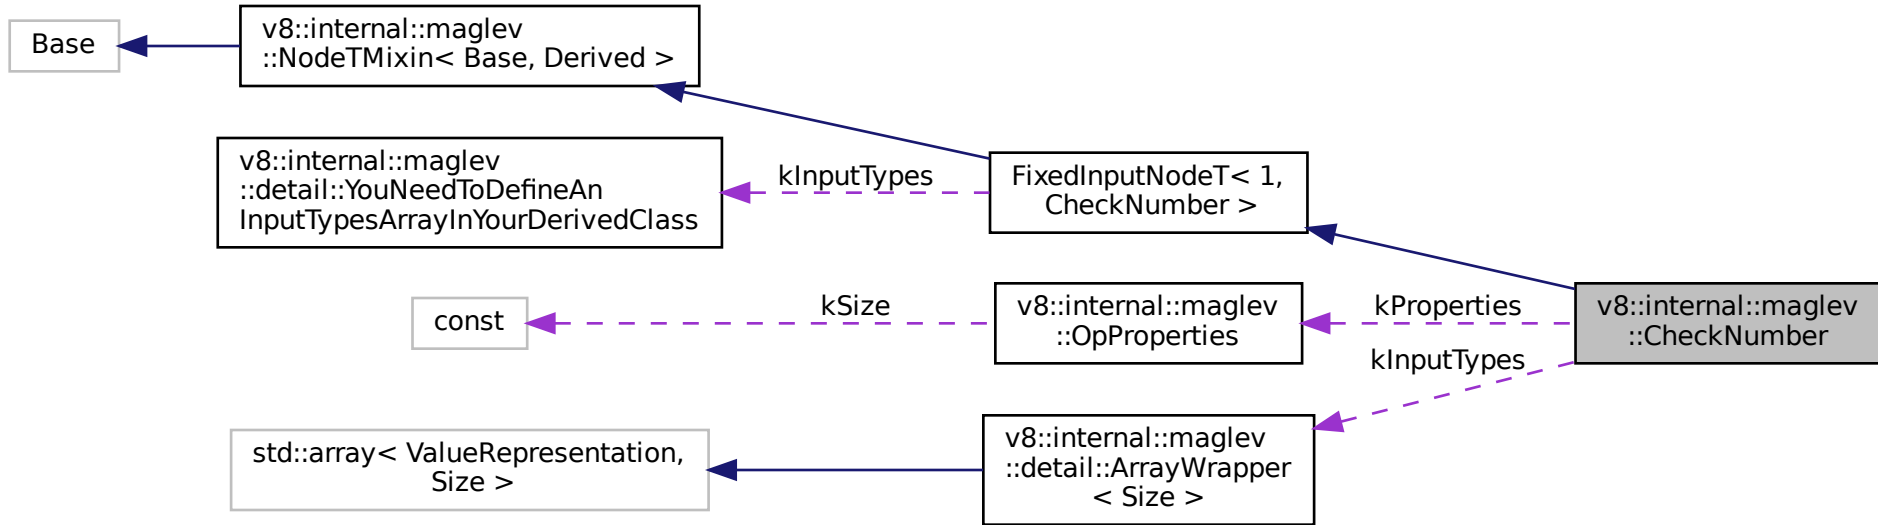 Base
v8::internal::maglev
::NodeTMixin< Base, Derived >
v8::internal::maglev
::detail::YouNeedToDefineAn
InputTypesArrayInYourDerivedClass
kInputTypes
FixedInputNodeT< 1,
CheckNumber >
const
kSize
v8::internal::maglev
::OpProperties
kProperties
v8::internal::maglev
::CheckNumber
kInputTypes
std::array< ValueRepresentation,
Size >
v8::internal::maglev
::detail::ArrayWrapper
< Size >